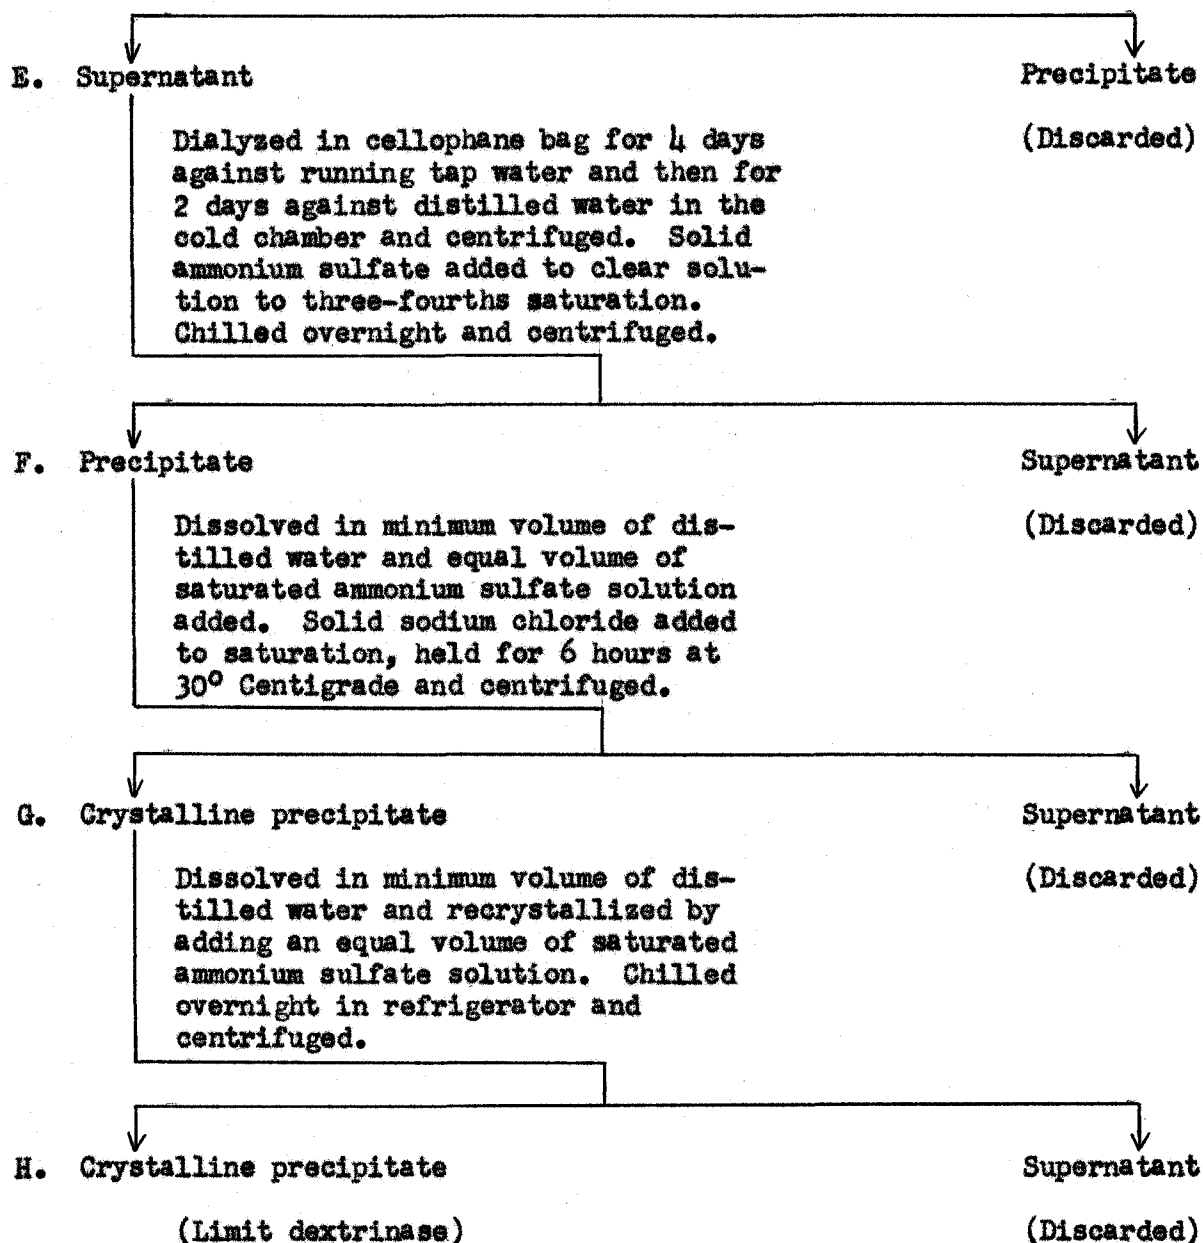 E. Supernatant Precipitate
Dialyzed in cellophane bag for 4 days (Discarded)
against running tap water and then for
2 days against distilled water in the
cold chamber and centrifuged. Solid
ammonium sulfate added to clear solu-
tion to three-fourths saturation.
Chilled overnight and centrifuged.
F. Precipitate Supernatant
Dissolved in minimum volume of dis- (Discarded)
tilled water and equal volume of
saturated ammonium sulfate solution
added. Solid sodium chloride added
to saturation, held for 6 hours at
30° Centigrade and centrifuged.
G. Crystalline precipitate Supernatant
Dissolved in minimum volume of dis- (Discarded)
tilled water and recrystallized by
adding an equal volume of saturated
ammonium sulfate solution. Chilled
overnight in refrigerator and
centrifuged.
H. Crystalline precipitate Supernatant
(Limit dextrinase) (Discarded)